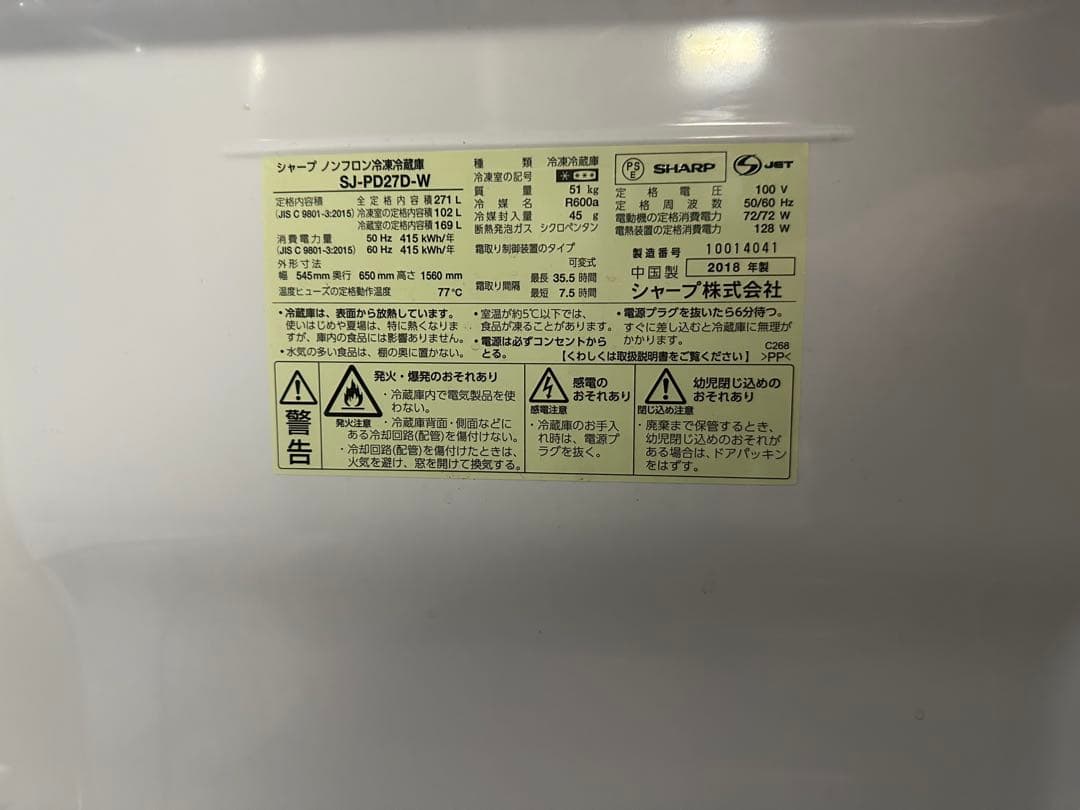 シャープ ノンフロン冷凍冷蔵庫
SJ-PD27D-W
定格内容積 全定格内容積 271 L
(JIS C 9801-3:2015) 冷凍室の定格内容積 102 L
冷蔵室の定格内容積 169 L
消費電力量 50 Hz 415 kWh/年
(JIS C 9801-3:2015) 60 Hz 415 kWh/年
外形寸法
幅 545mm 奥行 650 mm 高さ 1560 mm
温度ヒューズの定格動作温度 77℃
種類 冷凍冷蔵庫
冷凍室の記号
質量 51 kg
冷媒名 R600a
冷媒封入量 45 g
断熱発泡ガス シクロペンタン
霜取り制御装置のタイプ
可変式
霜取り間隔 最長 35.5 時間
最短 7.5 時間
PS
E
SHARP
JET
定格電圧 100 V
定格周波数 50/60 Hz
電動機の定格消費電力 72/72 W
電熱装置の定格消費電力 128 W
製造番号 10014041
中国製 2018 年製
シャープ株式会社
・冷蔵庫は、表面から放熱しています。
使いはじめや夏場は、特に熱くなりま
すが、庫内の食品には影響ありません。
・水気の多い食品は、棚の奥に置かない。
・室温が約5℃以下では、
食品が凍ることがあります。
・電源は必ずコンセントから
とる。
・電源プラグを抜いたら6分待つ。
すぐに差し込むと冷蔵庫に無理が
かかります。
C268
【くわしくは取扱説明書をご覧ください】 >PP<
警告
発火・爆発のおそれあり
発火注意
・冷蔵庫内で電気製品を使
わない。
・冷蔵庫背面・側面などに
ある冷却回路(配管)を傷付けない。
・冷却回路(配管)を傷付けたときは、
火気を避け、窓を開けて換気する。
感電の
おそれあり
感電注意
・冷蔵庫のお手入
れ時は、電源プ
ラグを抜く。
幼児閉じ込めの
おそれあり
閉じ込め注意
・廃棄まで保管するとき、
幼児閉じ込めのおそれが
ある場合は、ドアパッキン
をはずす。